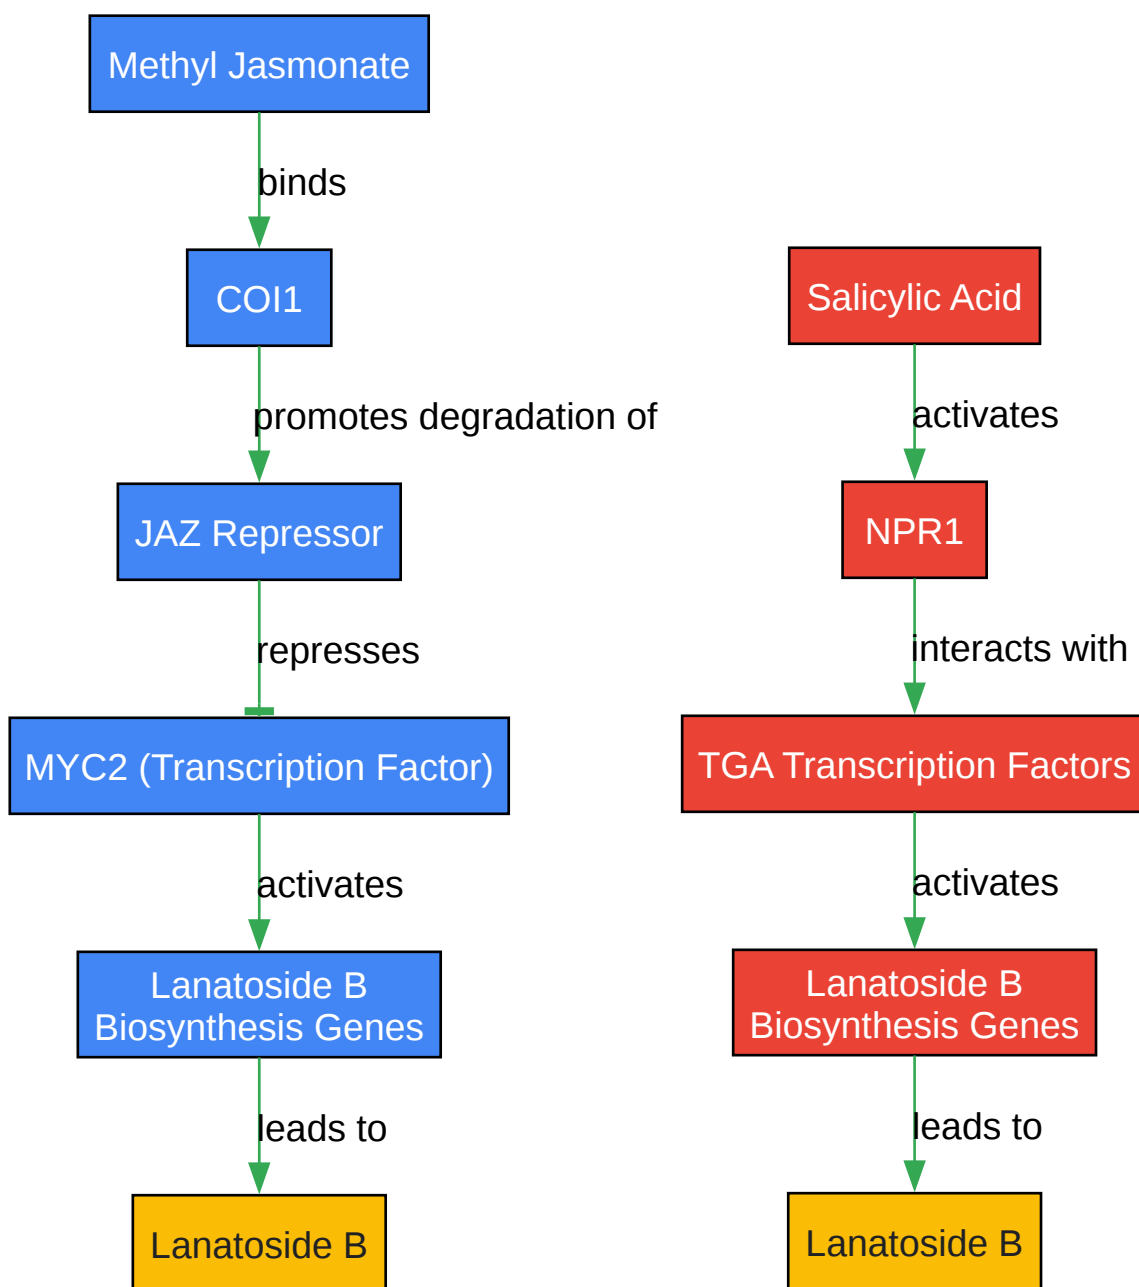 Methyl Jasmonate
binds
COI1
promotes degradation of
JAZ Repressor
represses
MYC2 (Transcription Factor)
activates
Lanatoside B
Biosynthesis Genes
leads to
Lanatoside B
Salicylic Acid
activates
NPR1
interacts with
TGA Transcription Factors
activates
Lanatoside B
Biosynthesis Genes
leads to
Lanatoside B